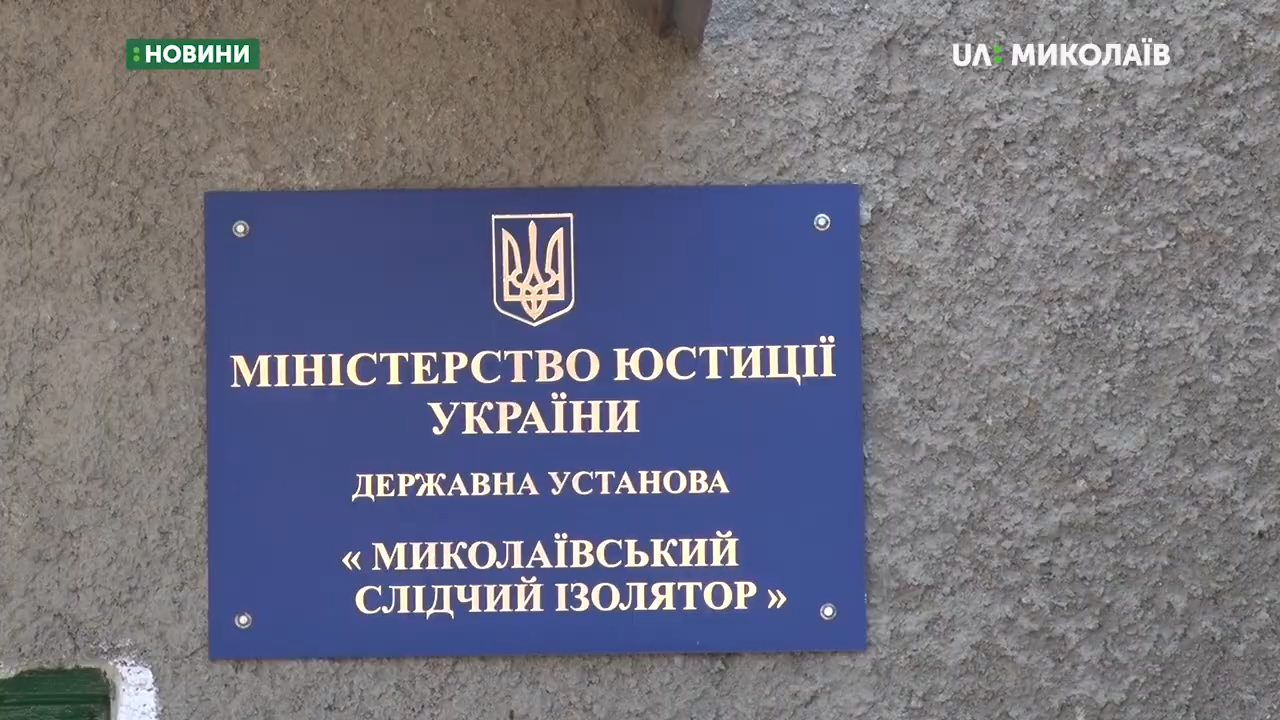 :НОВИНИ
UA: МИКОЛАЇВ
МІНІСТЕРСТВО ЮСТИЦІЇ
УКРАЇНИ
ДЕРЖАВНА УСТАНОВА
« МИКОЛАЇВСЬКИЙ
СЛІДЧИЙ ІЗОЛЯТОР »